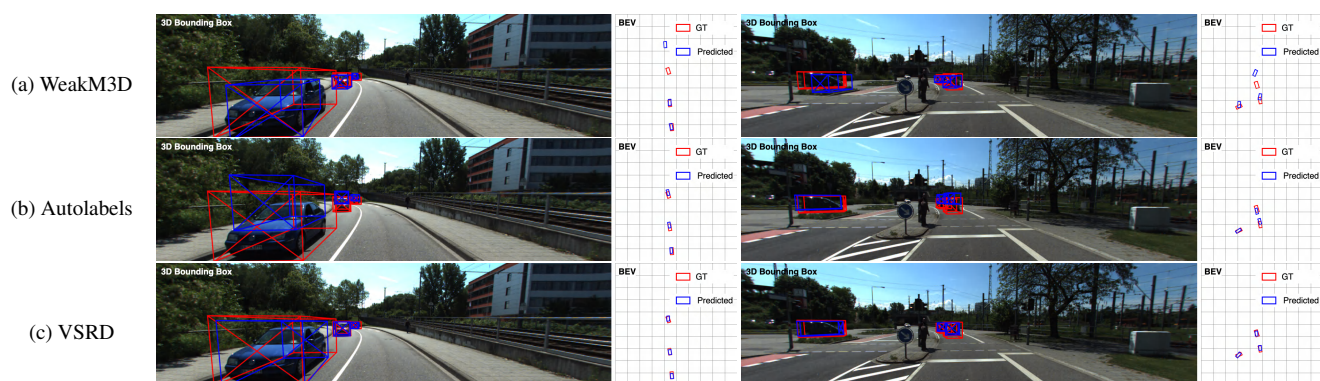 (a) WeakM3D
3D Bounding Box
BEV
GT
Predicted
3D Bounding Box
BEV
GT
Predicted
(b) Autolabels
3D Bounding Box
BEV
GT
Predicted
3D Bounding Box
BEV
GT
Predicted
(c) VSRD
3D Bounding Box
BEV
GT
Predicted
3D Bounding Box
BEV
GT
Predicted